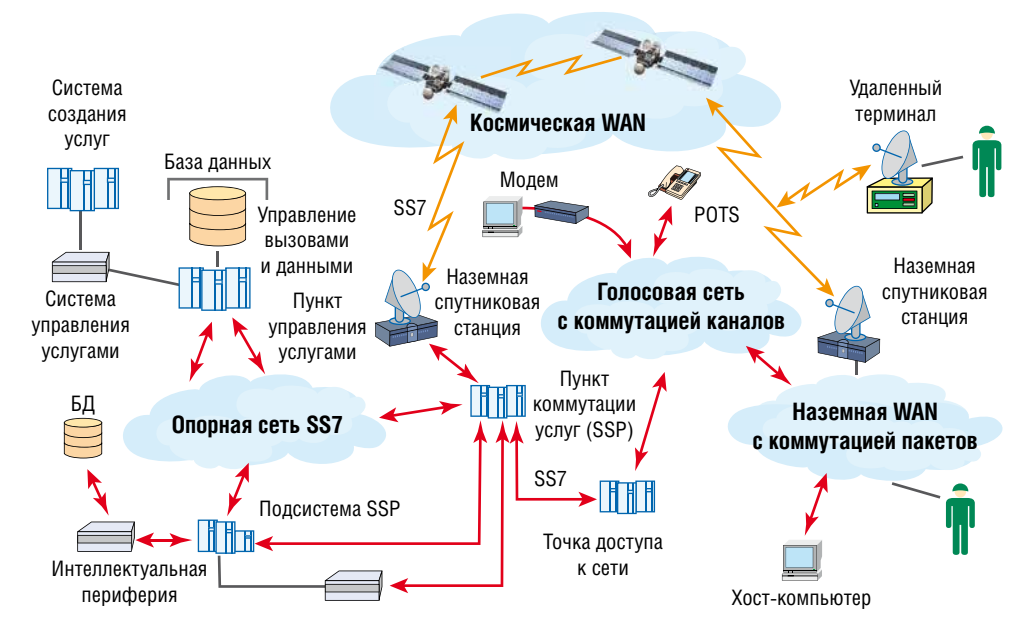 Система
создания
услуг
База данных
Управление
вызовами
и данными
Система
управления
услугами
Пункт
управления
услугами
Космическая WAN
SS7
Модем
POTS
Удаленный
терминал
Наземная
спутниковая
станция
Голосовая сеть
с коммутацией каналов
Наземная
спутниковая
станция
БД
Опорная сеть SS7
Пункт
коммутации
услуг (SSP)
Наземная WAN
с коммутацией пакетов
SS7
Подсистема SSP
Интеллектуальная
периферия
Точка доступа
к сети
Хост-компьютер